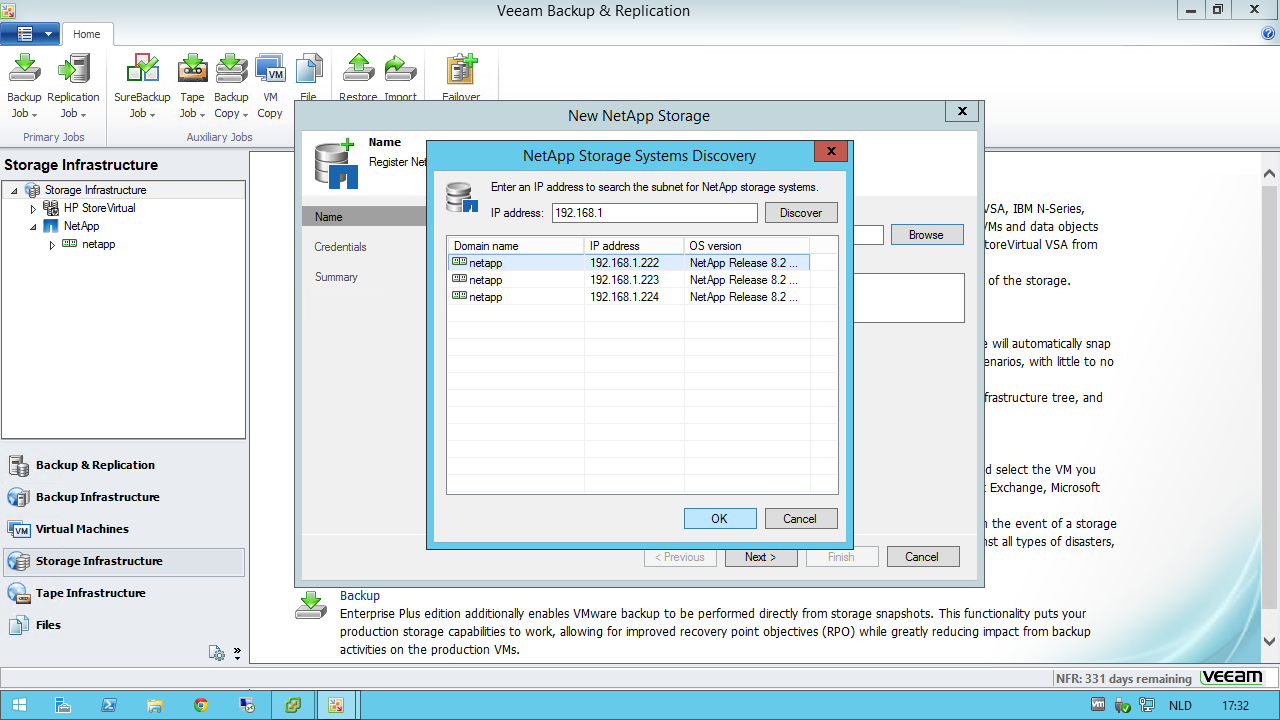 Veeam Backup & Replication
Home
Backup Job
Replication Job
SureBackup Job
Tape Job
Backup Copy
VM Copy
File
Restore
Import
Failover
Primary Jobs
Auxiliary Jobs
Storage Infrastructure
Storage Infrastructure
HP StoreVirtual
NetApp
netapp
Backup & Replication
Backup Infrastructure
Virtual Machines
Storage Infrastructure
Tape Infrastructure
Files
New NetApp Storage
Name
Register Net
Name
Credentials
Summary
Browse
< Previous
Next >
Finish
Cancel
NetApp Storage Systems Discovery
Enter an IP address to search the subnet for NetApp storage systems.
IP address: 192.168.1 Discover
Domain name IP address OS version
netapp 192.168.1.222 NetApp Release 8.2 ...
netapp 192.168.1.223 NetApp Release 8.2 ...
netapp 192.168.1.224 NetApp Release 8.2 ...
OK Cancel
VSA, IBM N-Series,
VMs and data objects
toreVirtual VSA from
of the storage.
e will automatically snap
enarios, with little to no
frastructure tree, and
d select the VM you
t Exchange, Microsoft
n the event of a storage
nst all types of disasters,
Backup
Enterprise Plus edition additionally enables VMware backup to be performed directly from storage snapshots. This functionality puts your
production storage capabilities to work, allowing for improved recovery point objectives (RPO) while greatly reducing impact from backup
activities on the production VMs.
NFR: 331 days remaining veeam
NLD 17:32